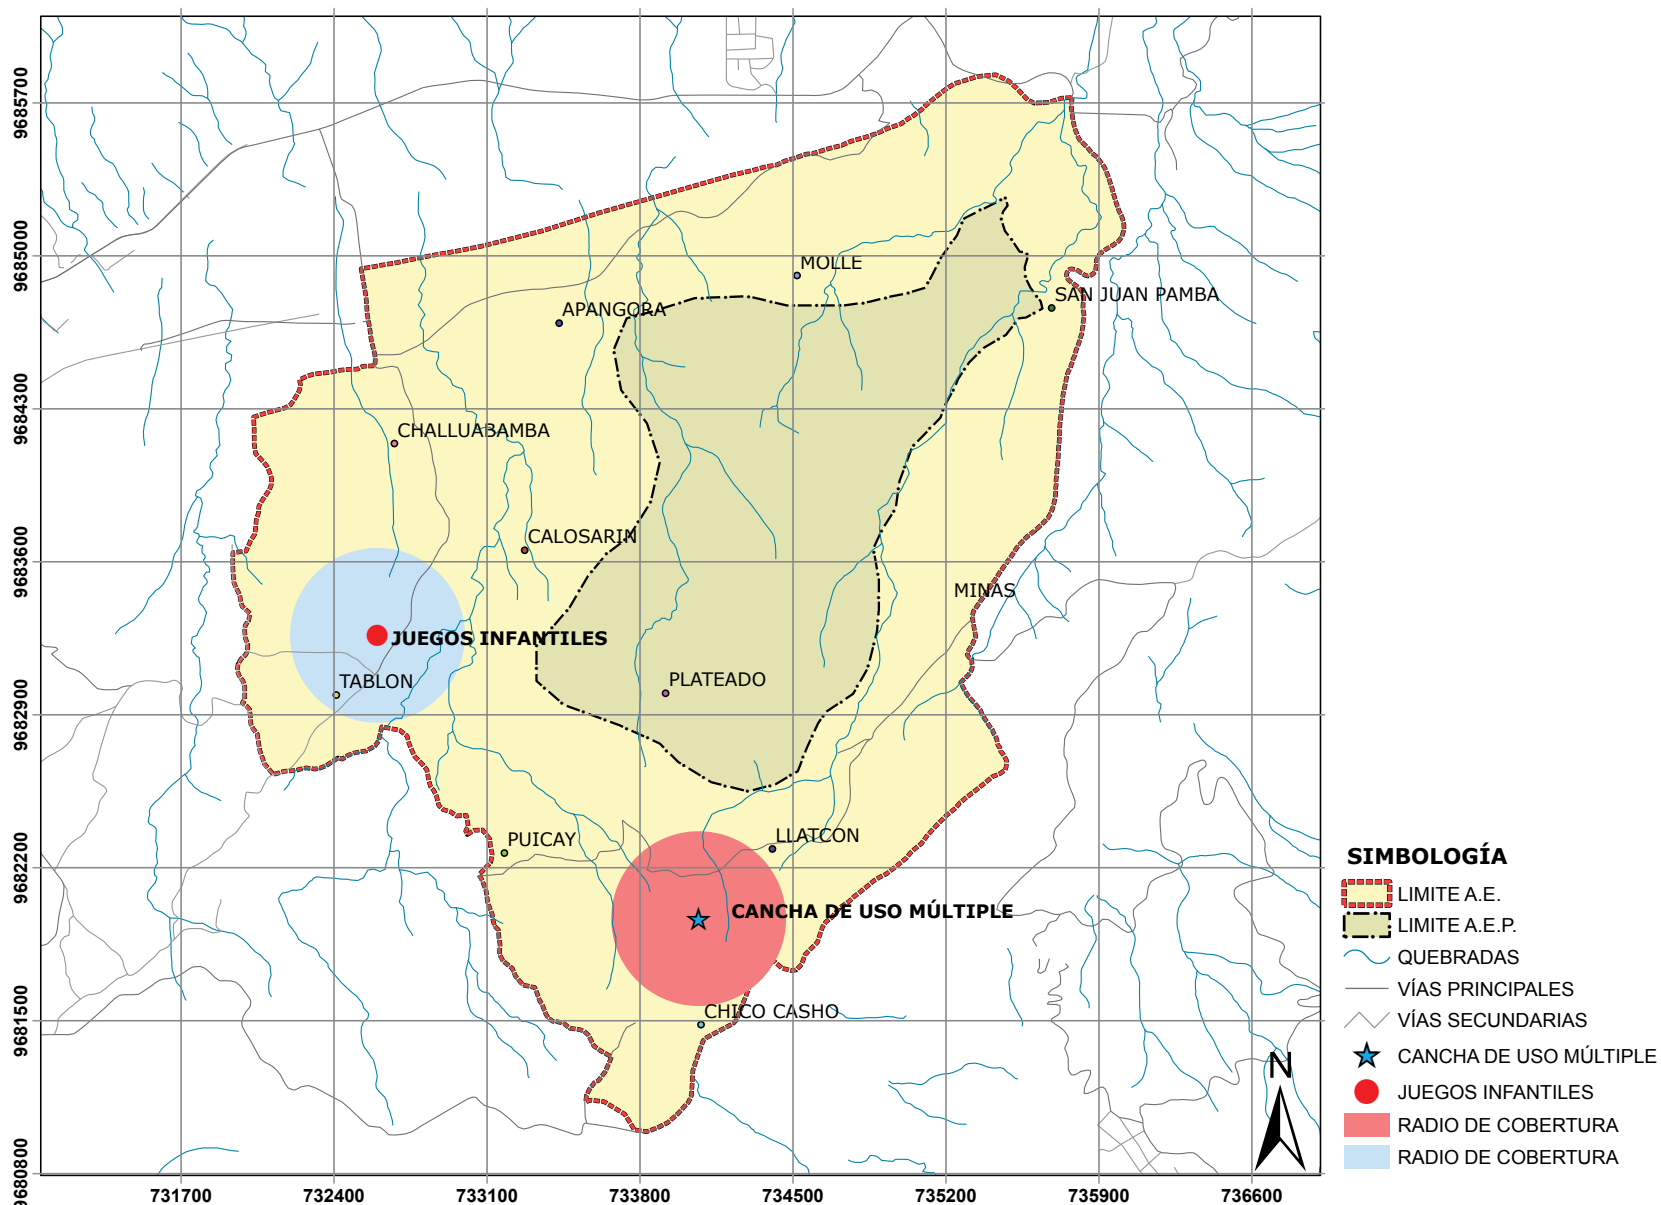 9685700
9685000
9684300
9683600
9682900
9682200
9681500
9680800
MOLLE
SAN JUAN PAMBA
APANGORA
CHALLUABAMBA
CALOSARIN
MINAS
JUEGOS INFANTILES
TABLON
PLATEADO
PUICAY
LLATCON
CANCHA DE USO MÚLTIPLE
CHICO CASHO
731700
732400
733100
733800
734500
735200
735900
736600
N
SIMBOLOGÍA
LIMITE A.E.
LIMITE A.E.P.
QUEBRADAS
VÍAS PRINCIPALES
VÍAS SECUNDARIAS
CANCHA DE USO MÚLTIPLE
JUEGOS INFANTILES
RADIO DE COBERTURA
RADIO DE COBERTURA